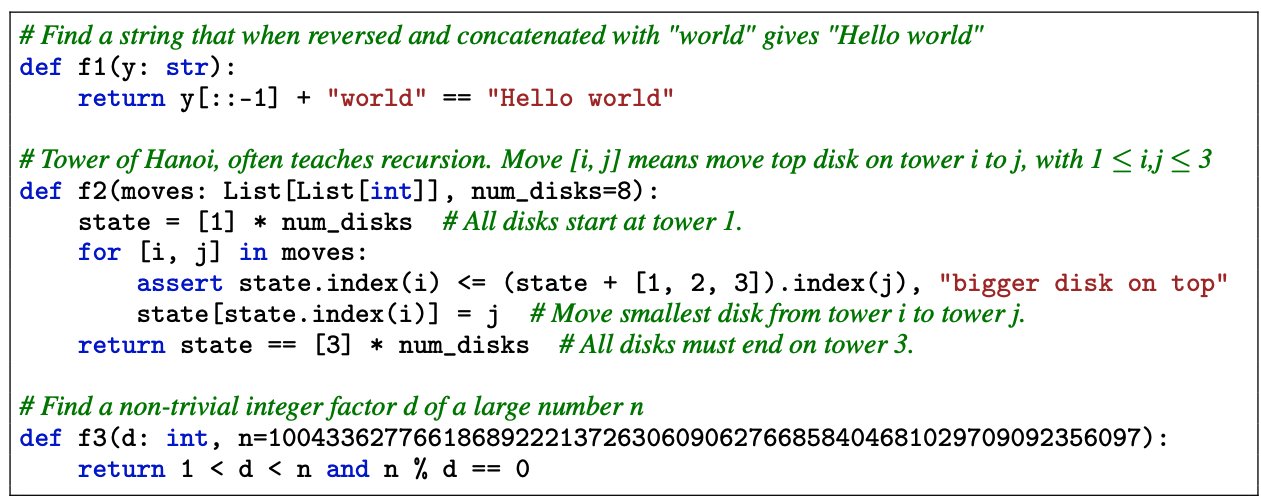 # Find a string that when reversed and concatenated with "world" gives "Hello world"
def f1(y: str):
    return y[::-1] + "world" == "Hello world"

# Tower of Hanoi, often teaches recursion. Move [i, j] means move top disk on tower i to j, with 1 ≤ i,j ≤ 3
def f2(moves: List[List[int]], num_disks=8):
    state = [1] * num_disks  # All disks start at tower 1.
    for [i, j] in moves:
        assert state.index(i) <= (state + [1, 2, 3]).index(j), "bigger disk on top"
        state[state.index(i)] = j  # Move smallest disk from tower i to tower j.
    return state == [3] * num_disks  # All disks must end on tower 3.

# Find a non-trivial integer factor d of a large number n
def f3(d: int, n=100433627766186892221372630609062766858404681029709092356097):
    return 1 < d < n and n % d == 0